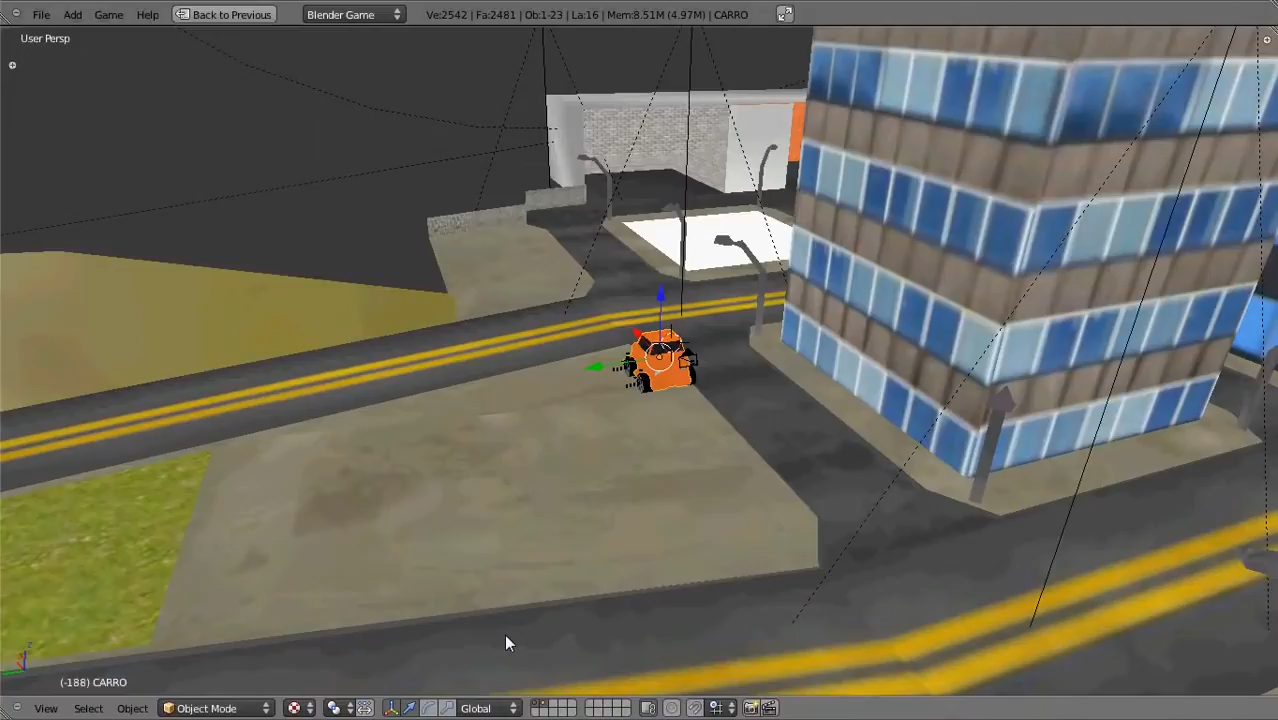 File Add Game Help Back to Previous Blender Game Ve:2542 | Fa:2481 | Ob:1-23 | La:16 | Mem:8.51M (4.97M) | CARRO
User Persp
z
(-188) CARRO
View Select Object Object Mode Global